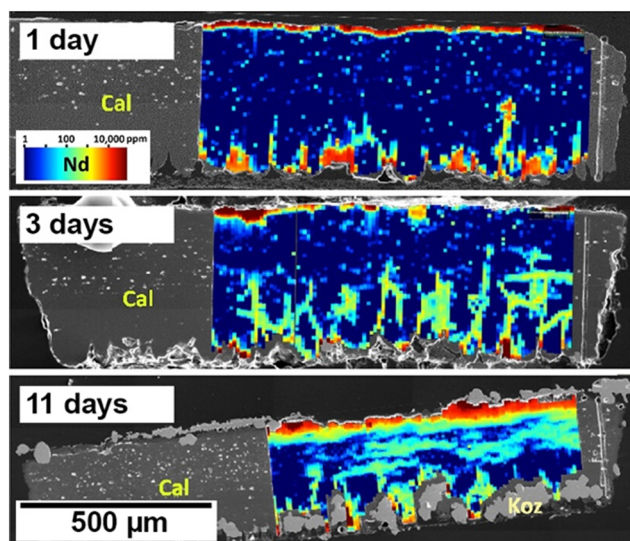 1 day
Cal
1 100 10,000 ppm
Nd
3 days
Cal
11 days
Cal
Koz
500 µm